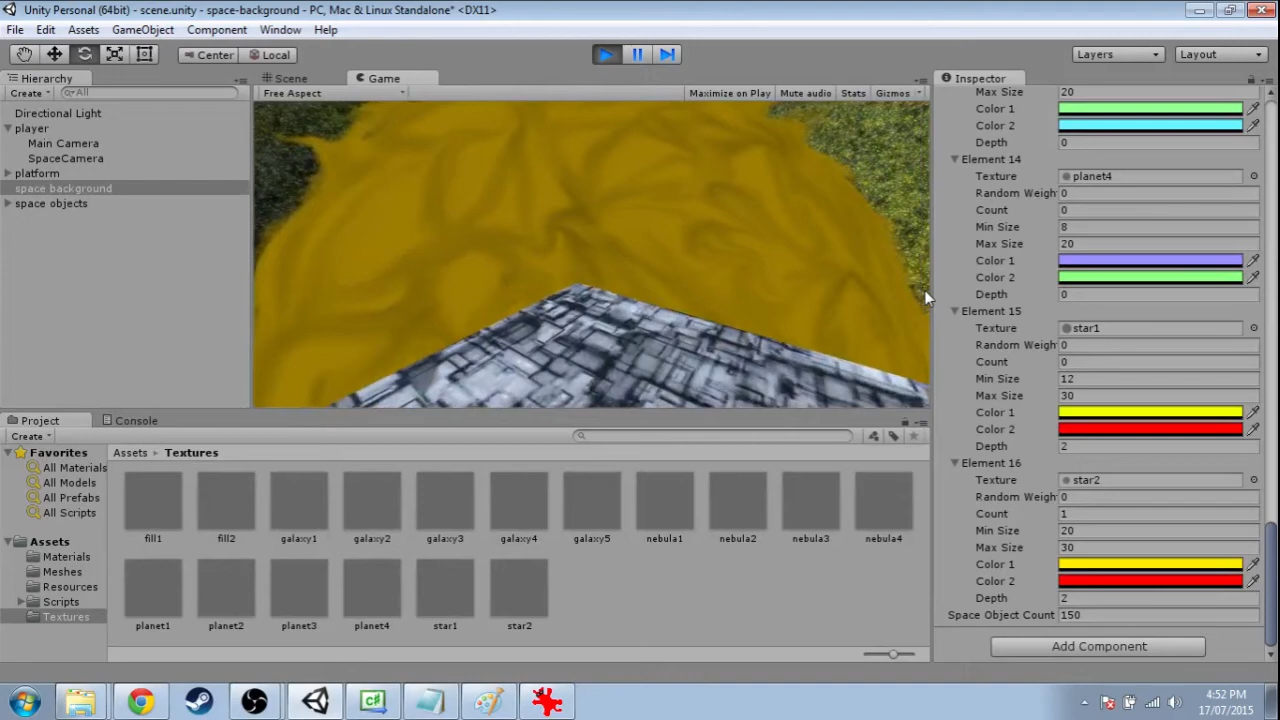 Unity Personal (64bit) - scene.unity - space-background - PC, Mac & Linux Standalone* <DX11>
File Edit Assets GameObject Component Window Help
Center Local Layers Layout
Hierarchy Scene Game Inspector
Create All Free Aspect Maximize on Play Mute audio Stats Gizmos
Directional Light
player
Main Camera
SpaceCamera
platform
space background
space objects
Max Size 20
Color 1
Color 2
Depth 0
Element 14
Texture planet4
Random Weigh 0
Count 0
Min Size 8
Max Size 20
Color 1
Color 2
Depth 0
Element 15
Texture star1
Random Weigh 0
Count 0
Min Size 12
Max Size 30
Color 1
Color 2
Depth 2
Element 16
Texture star2
Random Weigh 0
Count 1
Min Size 20
Max Size 30
Color 1
Color 2
Depth 2
Space Object Count 150
Add Component
Project Console
Create
Favorites
All Materials
All Models
All Prefabs
All Scripts
Assets
Materials
Meshes
Resources
Scripts
Textures
Assets Textures
fill1 fill2 galaxy1 galaxy2 galaxy3 galaxy4 galaxy5 nebula1 nebula2 nebula3 nebula4
planet1 planet2 planet3 planet4 star1 star2
4:52 PM
17/07/2015